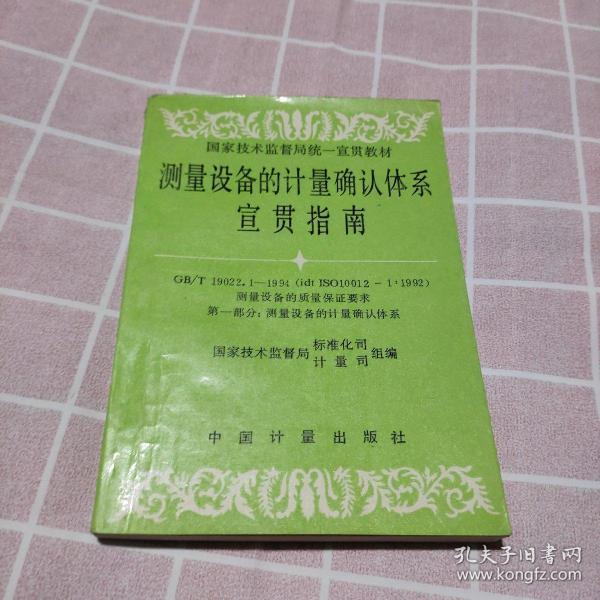 国家技术监督局统一宣贯教材
测量设备的计量确认体系
宣贯指南
GB/T 19022.1—1994 (idt ISO10012-1:1992)
测量设备的质量保证要求
第一部分:测量设备的计量确认体系
国家技术监督局 标准化司 计量司 组编
中国计量出版社
孔夫子旧书网
www.kongfz.com